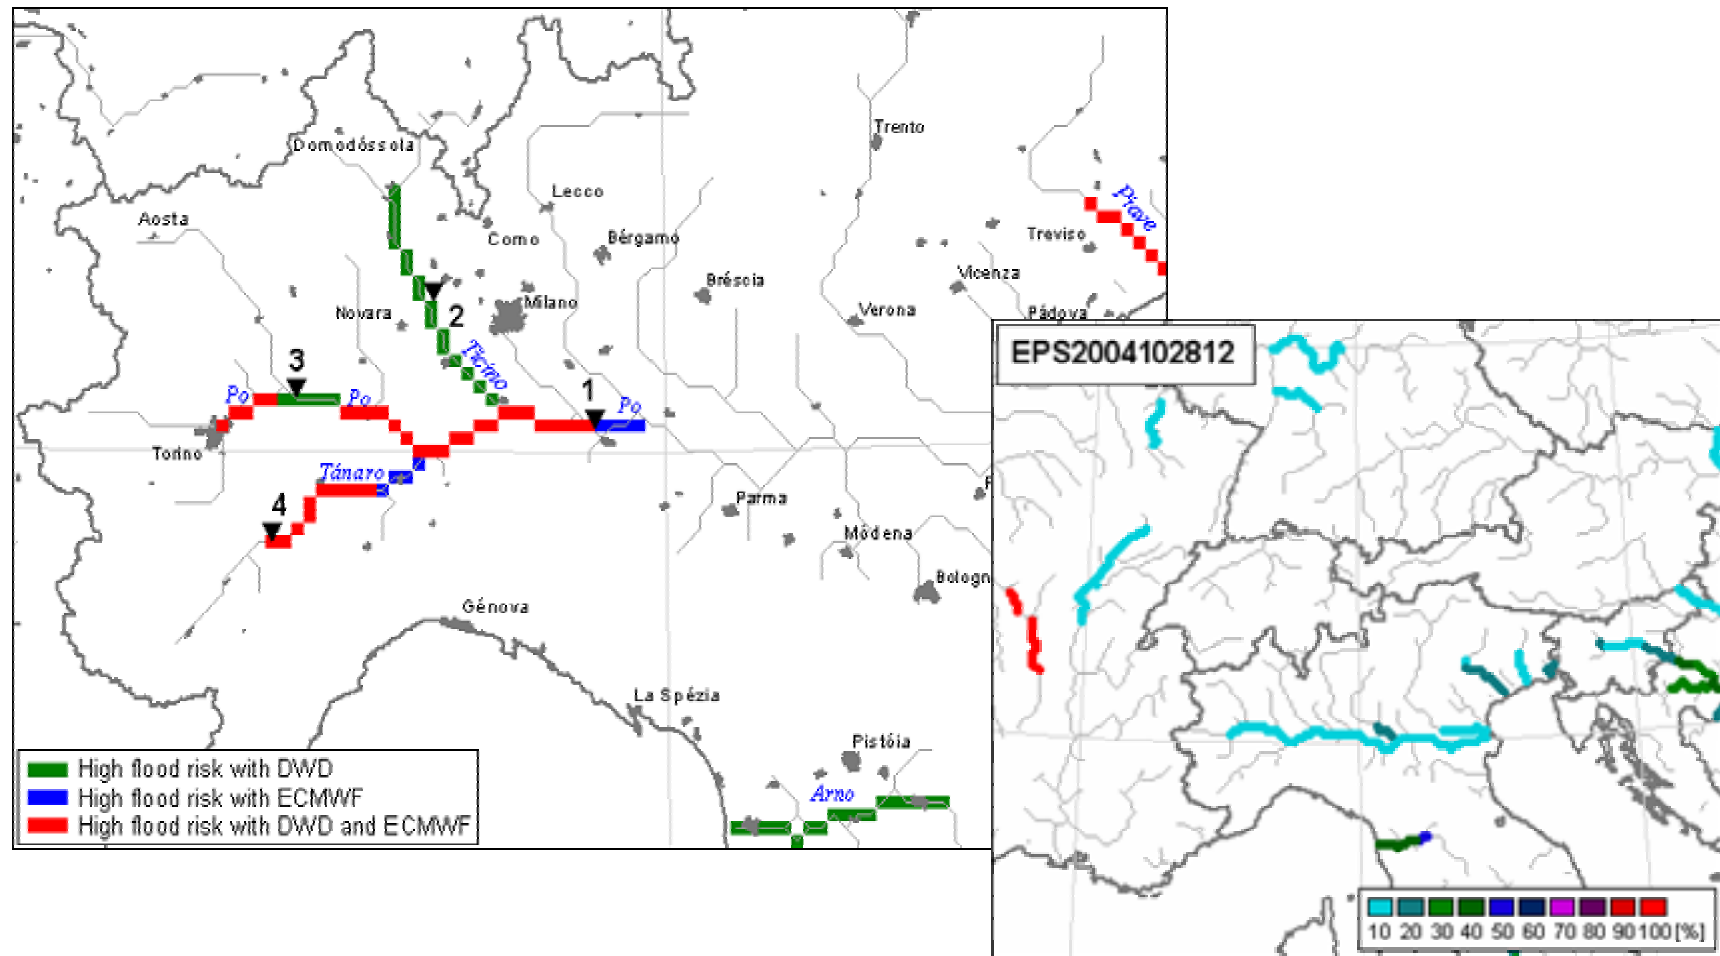 Trento
Domodóssola
Lecco
Piave
Aosta
Como
Bérgamo
Treviso
Vicenza
Bréscia
Milano
Novara
2
Verona
Pádova
Ticino
EPS2004102812
3
1
Po
Po
Po
Torino
Tánaro
4
Parma
Módena
Bologn
Génova
La Spézia
Pistóia
Arno
High flood risk with DWD
High flood risk with ECMWF
High flood risk with DWD and ECMWF
10 20 30 40 50 60 70 80 90 100 [%]